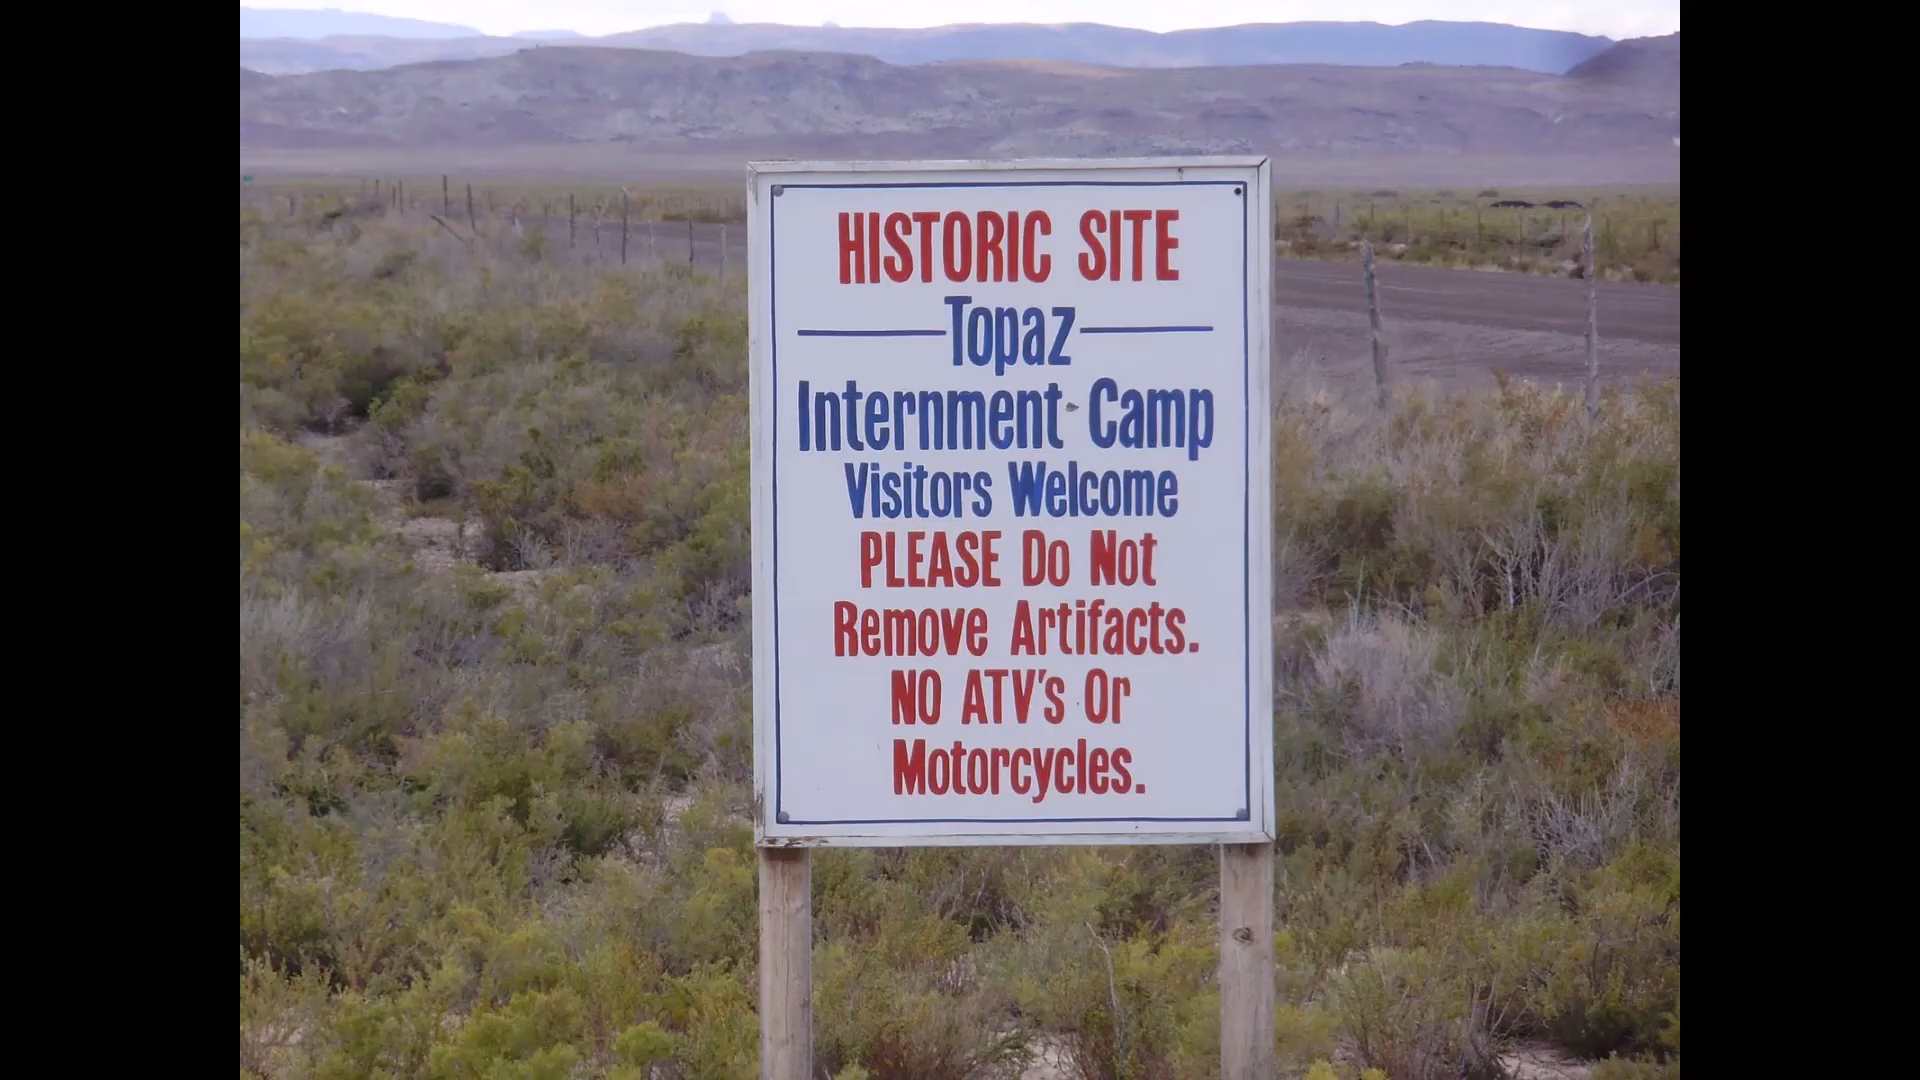 HISTORIC SITE
Topaz
Internment Camp
Visitors Welcome
PLEASE Do Not
Remove Artifacts.
NO ATV's Or
Motorcycles.